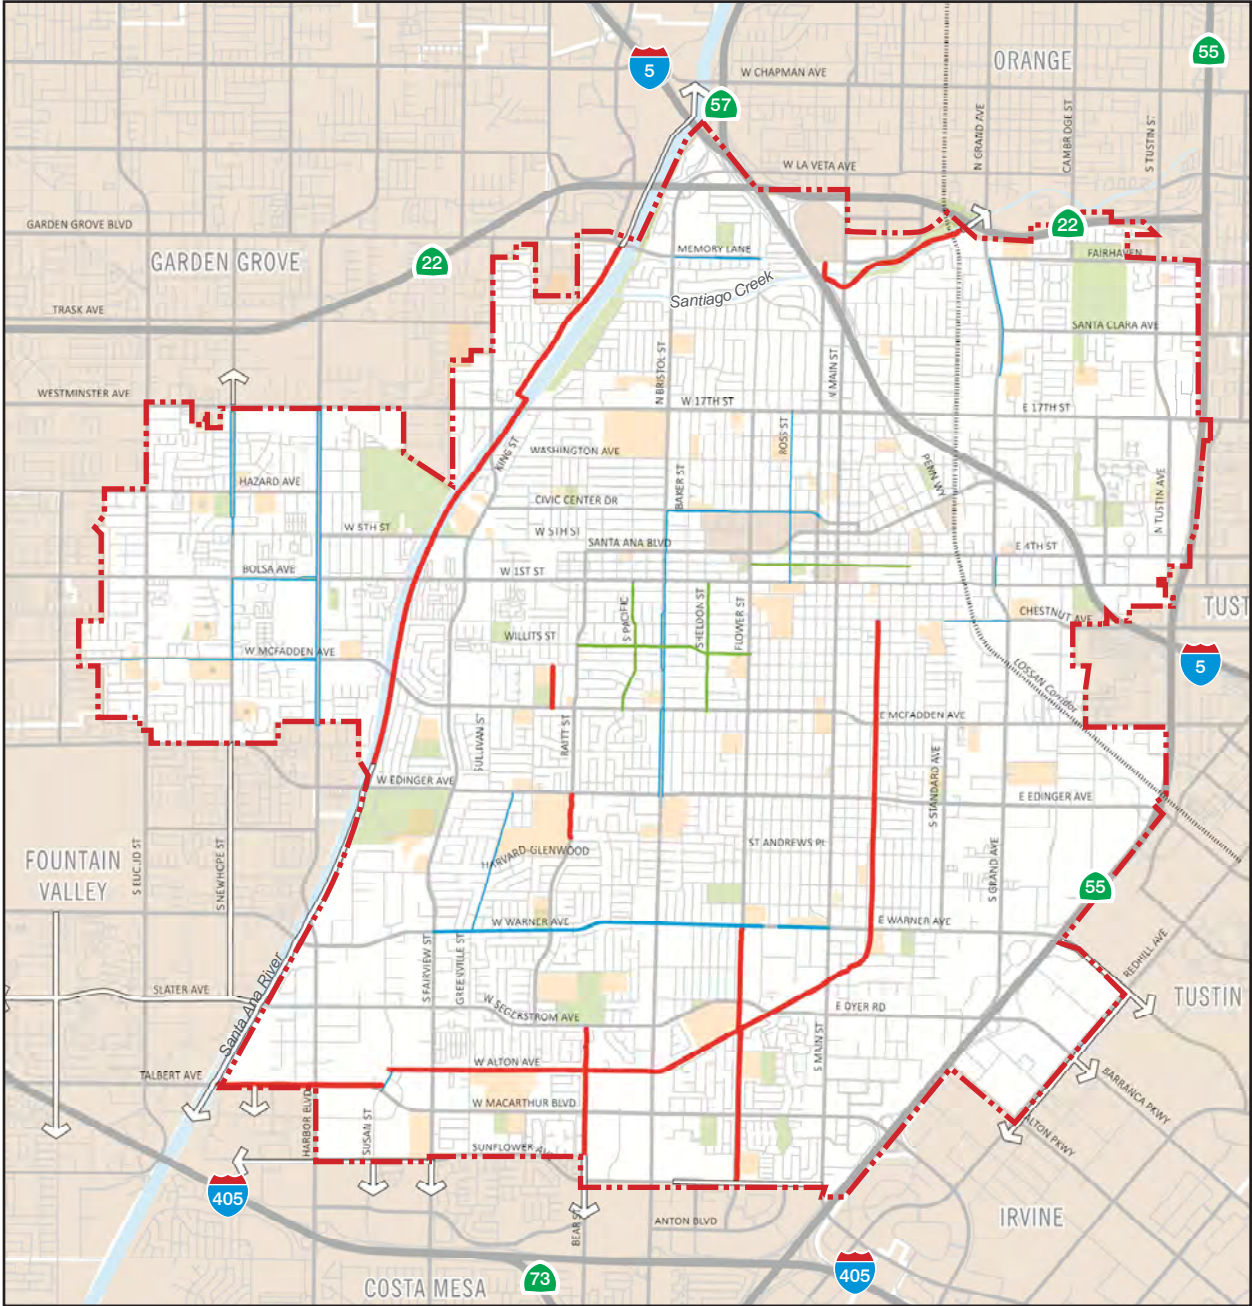 ORANGE
55
5
W CHAPMAN AVE
57
N GRAND AVE
CAMBRIDGE ST
S TUSTIN ST
W LA VETA AVE
GARDEN GROVE BLVD
22
FAIRHAVEN
MEMORY LANE
GARDEN GROVE
22
Santiago Creek
TRASK AVE
SANTA CLARA AVE
N BRISTOL ST
N MAIN ST
WESTMINSTER AVE
W 17TH ST
E 17TH ST
KING ST
WASHINGTON AVE
ROSS ST
PENN WY
BAKER ST
HAZARD AVE
CIVIC CENTER DR
N TUSTIN AVE
W 5TH ST
W 5TH ST
SANTA ANA BLVD
E 4TH ST
BOLSA AVE
W 1ST ST
S PACIFIC
SHELDON ST
FLOWER ST
CHESTNUT AVE
TUST
WILLITS ST
W MCFADDEN AVE
5
LOSSAN Corridor
E MCFADDEN AVE
SULLIVAN ST
RAITT ST
S STANDARD AVE
W EDINGER AVE
E EDINGER AVE
ST ANDREWS PL
HARVARD-GLENWOOD
FOUNTAIN
VALLEY
S EUCLID ST
S NEWHOPE ST
S GRAND AVE
55
W WARNER AVE
E WARNER AVE
S FAIRVIEW ST
GREENVILLE ST
REDHILL AVE
SLATER AVE
Santa Ana River
W SEGERSTROM AVE
E DYER RD
TUSTIN
TALBERT AVE
W ALTON AVE
S MAIN ST
HARBOR BLVD
SUSAN ST
W MACARTHUR BLVD
BARRANCA PKWY
ALTON PKWY
SUNFLOWER AVE
405
BEAR ST
ANTON BLVD
IRVINE
COSTA MESA
73
405